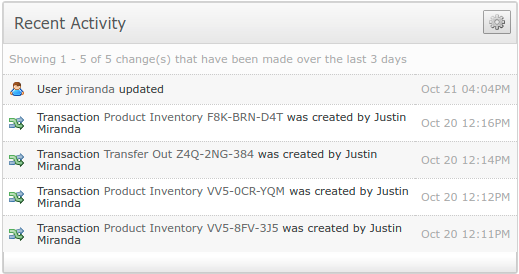 Recent Activity
Showing 1 - 5 of 5 change(s) that have been made over the last 3 days
User jmiranda updated Oct 21 04:04PM
Transaction Product Inventory F8K-BRN-D4T was created by Justin
Miranda Oct 20 12:16PM
Transaction Transfer Out Z4Q-2NG-384 was created by Justin
Miranda Oct 20 12:14PM
Transaction Product Inventory VV5-0CR-YQM was created by Justin
Miranda Oct 20 12:12PM
Transaction Product Inventory VV5-8FV-3J5 was created by Justin
Miranda Oct 20 12:11PM